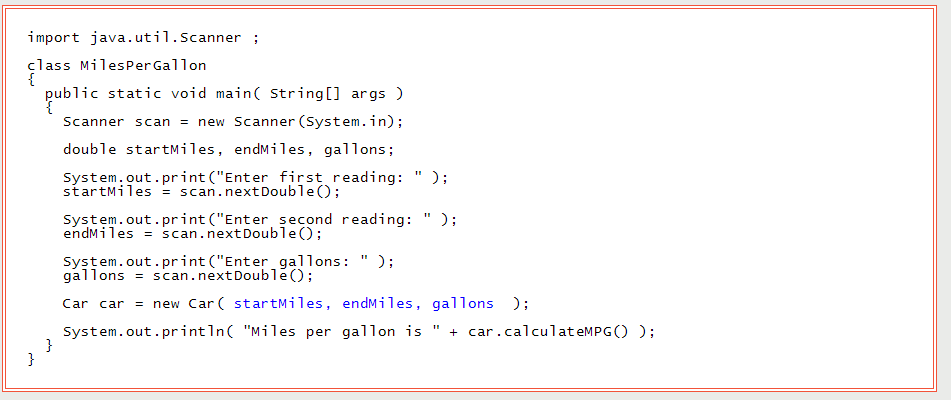 import java.util.Scanner ;
class MilesPerGallon
{
public static void main( String[] args )
{
Scanner scan = new Scanner(System.in);
double startMiles, endMiles, gallons;
System.out.print("Enter first reading: " );
startMiles = scan.nextDouble();
System.out.print("Enter second reading: " );
endMiles = scan.nextDouble();
System.out.print("Enter gallons: " );
gallons = scan.nextDouble();
Car car = new Car( startMiles, endMiles, gallons  );
System.out.println( "Miles per gallon is " + car.calculateMPG() );
}
}